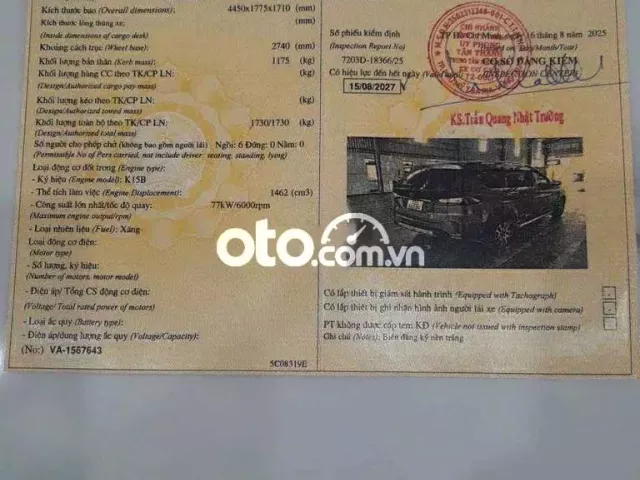 Kích thước bao (Overall dimensions): 4450x1775x1710 (mm)
Kích thước lòng thùng xe: (mm)
(Inside dimensions of cargo desk)
Khoảng cách trục (Wheel base): 2740 (mm)
Khối lượng bản thân (Kerb mass): 1175 (kg)
Khối lượng hàng CC theo TK/CP LN: (kg)
(Design/Authorized cargo pay mass)
Khối lượng kéo theo TK/CP LN: (kg)
(Design/Authorized towed mass)
Khối lượng toàn bộ theo TK/CP LN: 1730/1730 (kg)
(Design/Authorized total mass)
Số người cho phép chở (không bao gồm người lái) Ngồi: 6 Đứng: 0 Nằm: 0
(Permissible No of Pers carried, not include driver: seating, standing, lying)
Loại động cơ đốt trong (Engine type):
- Ký hiệu (Engine model): K15B
- Thể tích làm việc (Engine Displacement): 1462 (cm3)
- Công suất lớn nhất/tốc độ quay: 77kW/6000rpm
(Maximum engine output/rpm)
- Loại nhiên liệu (Fuel): Xăng
Loại động cơ điện:
(Motor type)
- Số lượng, ký hiệu:
(Number of motors, motor model)
- Điện áp/ Tổng CS động cơ điện:
(Voltage/ Total rated power of motors)
- Loại ắc quy (Battery type):
- Điện áp/dung lượng ắc quy (Voltage/Capacity):
(No:) VA-1567643
5C08319E
Số phiếu kiểm định
(Inspection Report No)
7203D-18366/25
Có hiệu lực đến hết ngày
15/08/2027
TP Hồ Chí Minh, ngày 16 tháng 8 năm 2025
CƠ SỞ ĐĂNG KIỂM
(INSPECTION CENTER)
KS.Trần Quang Nhật Trường
oto.com.vn
Có lắp thiết bị giám sát hành trình (Equipped with Tachograph)
Có lắp thiết bị ghi nhận hình ảnh người lái xe (Equipped with camera)
PT không được cấp tem KĐ (Vehicle not issued with inspection stamp)
Ghi chú (Notes): Biển đăng ký nền trắng